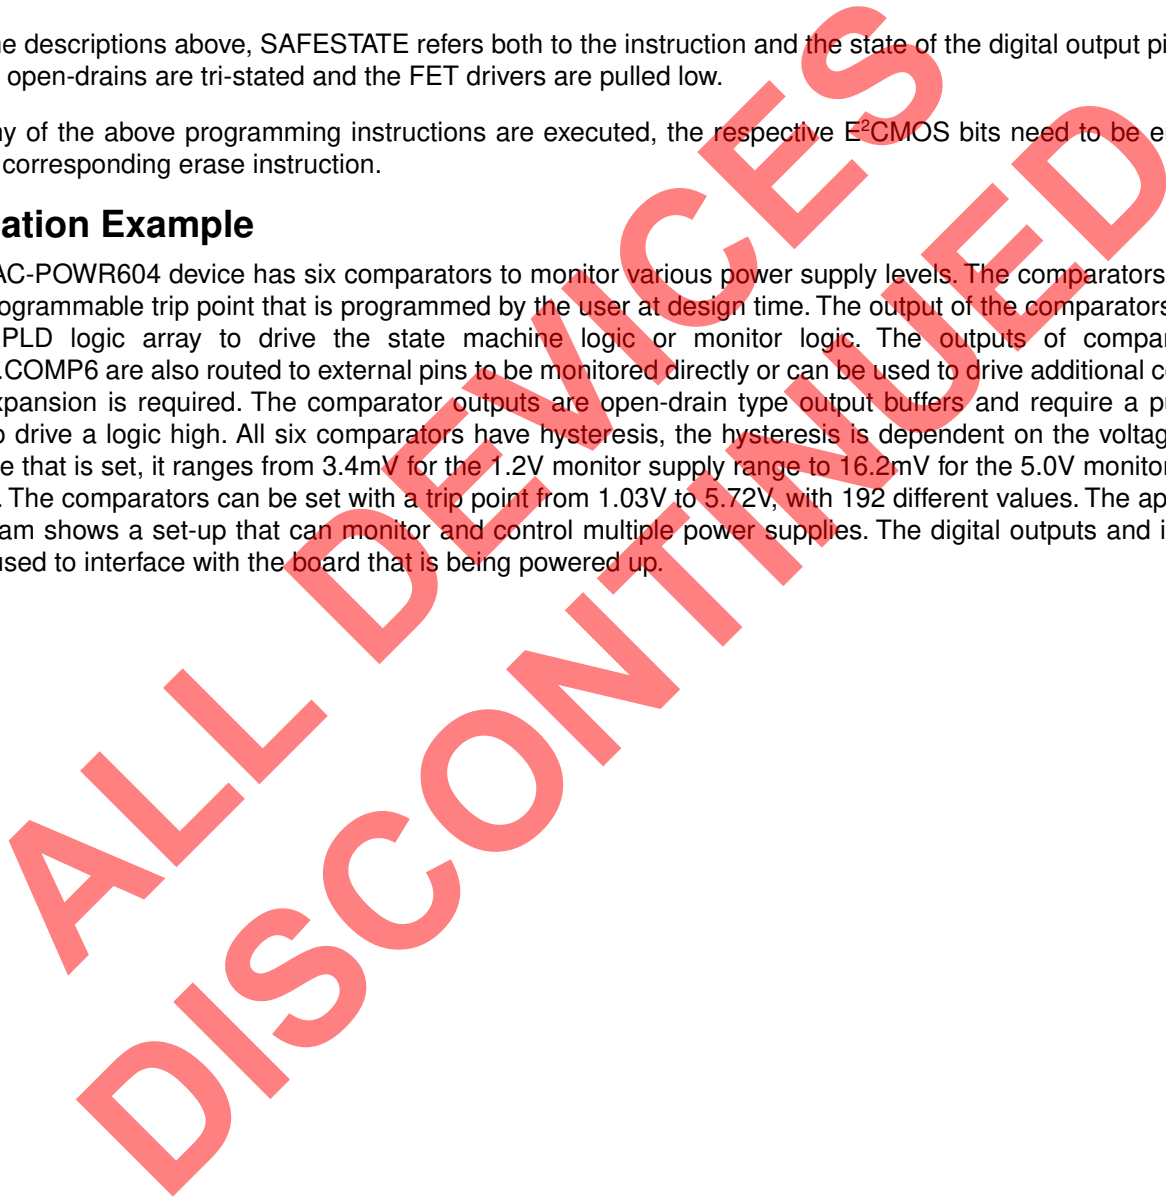 ne descriptions above, SAFESTATE refers both to the instruction and the state of the digital output pi
open-drains are tri-stated and the FET drivers are pulled low.
ny of the above programming instructions are executed, the respective E²CMOS bits need to be e
corresponding erase instruction.
ation Example
AC-POWR604 device has six comparators to monitor various power supply levels. The comparators
rogrammable trip point that is programmed by the user at design time. The output of the comparators
PLD logic array to drive the state machine logic or monitor logic. The outputs of compar
.COMP6 are also routed to external pins to be monitored directly or can be used to drive additional c
xpansion is required. The comparator outputs are open-drain type output buffers and require a p
o drive a logic high. All six comparators have hysteresis, the hysteresis is dependent on the voltag
e that is set, it ranges from 3.4mV for the 1.2V monitor supply range to 16.2mV for the 5.0V monitor
. The comparators can be set with a trip point from 1.03V to 5.72V, with 192 different values. The ap
am shows a set-up that can monitor and control multiple power supplies. The digital outputs and i
used to interface with the board that is being powered up.
ALL DEVICES
DISCONTINUED